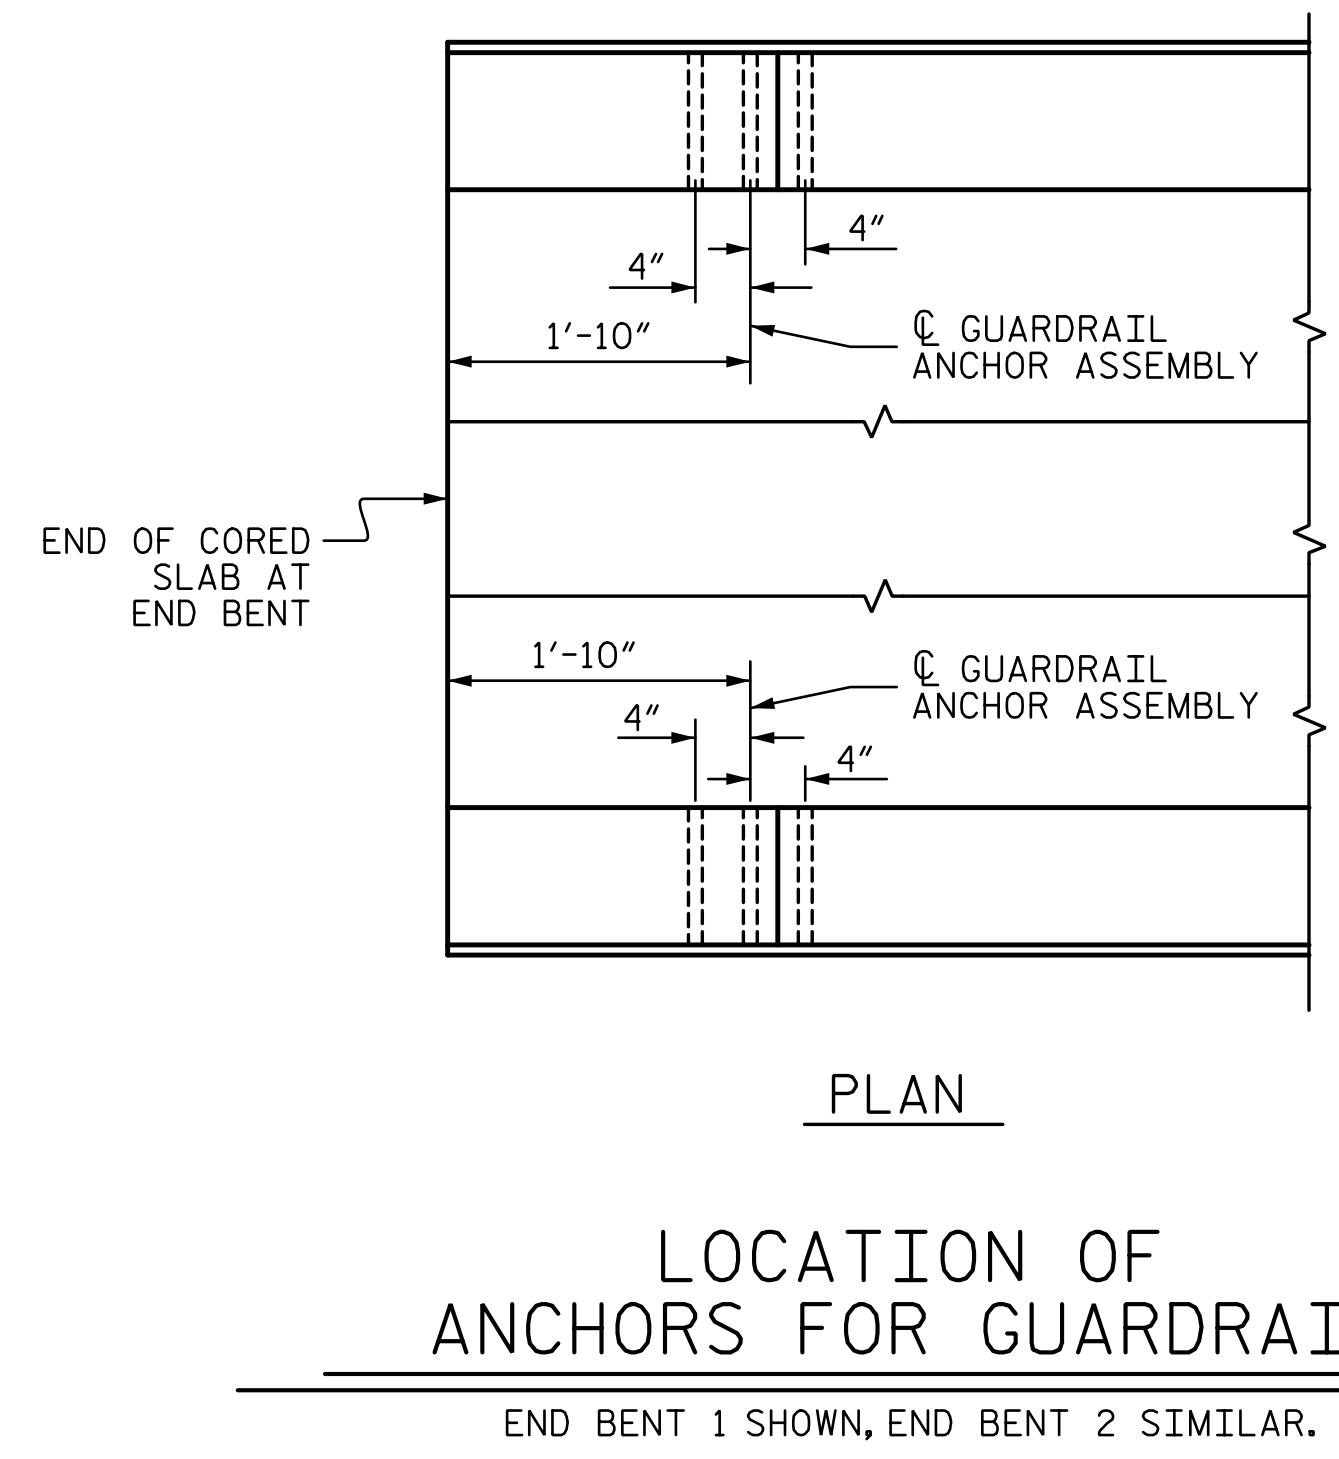 4"
4"
1'-10"
℄ GUARDRAIL
ANCHOR ASSEMBLY
END OF CORED
SLAB AT
END BENT
1'-10"
℄ GUARDRAIL
ANCHOR ASSEMBLY
4"
4"
PLAN
LOCATION OF
ANCHORS FOR GUARDRAI
END BENT 1 SHOWN, END BENT 2 SIMILAR.